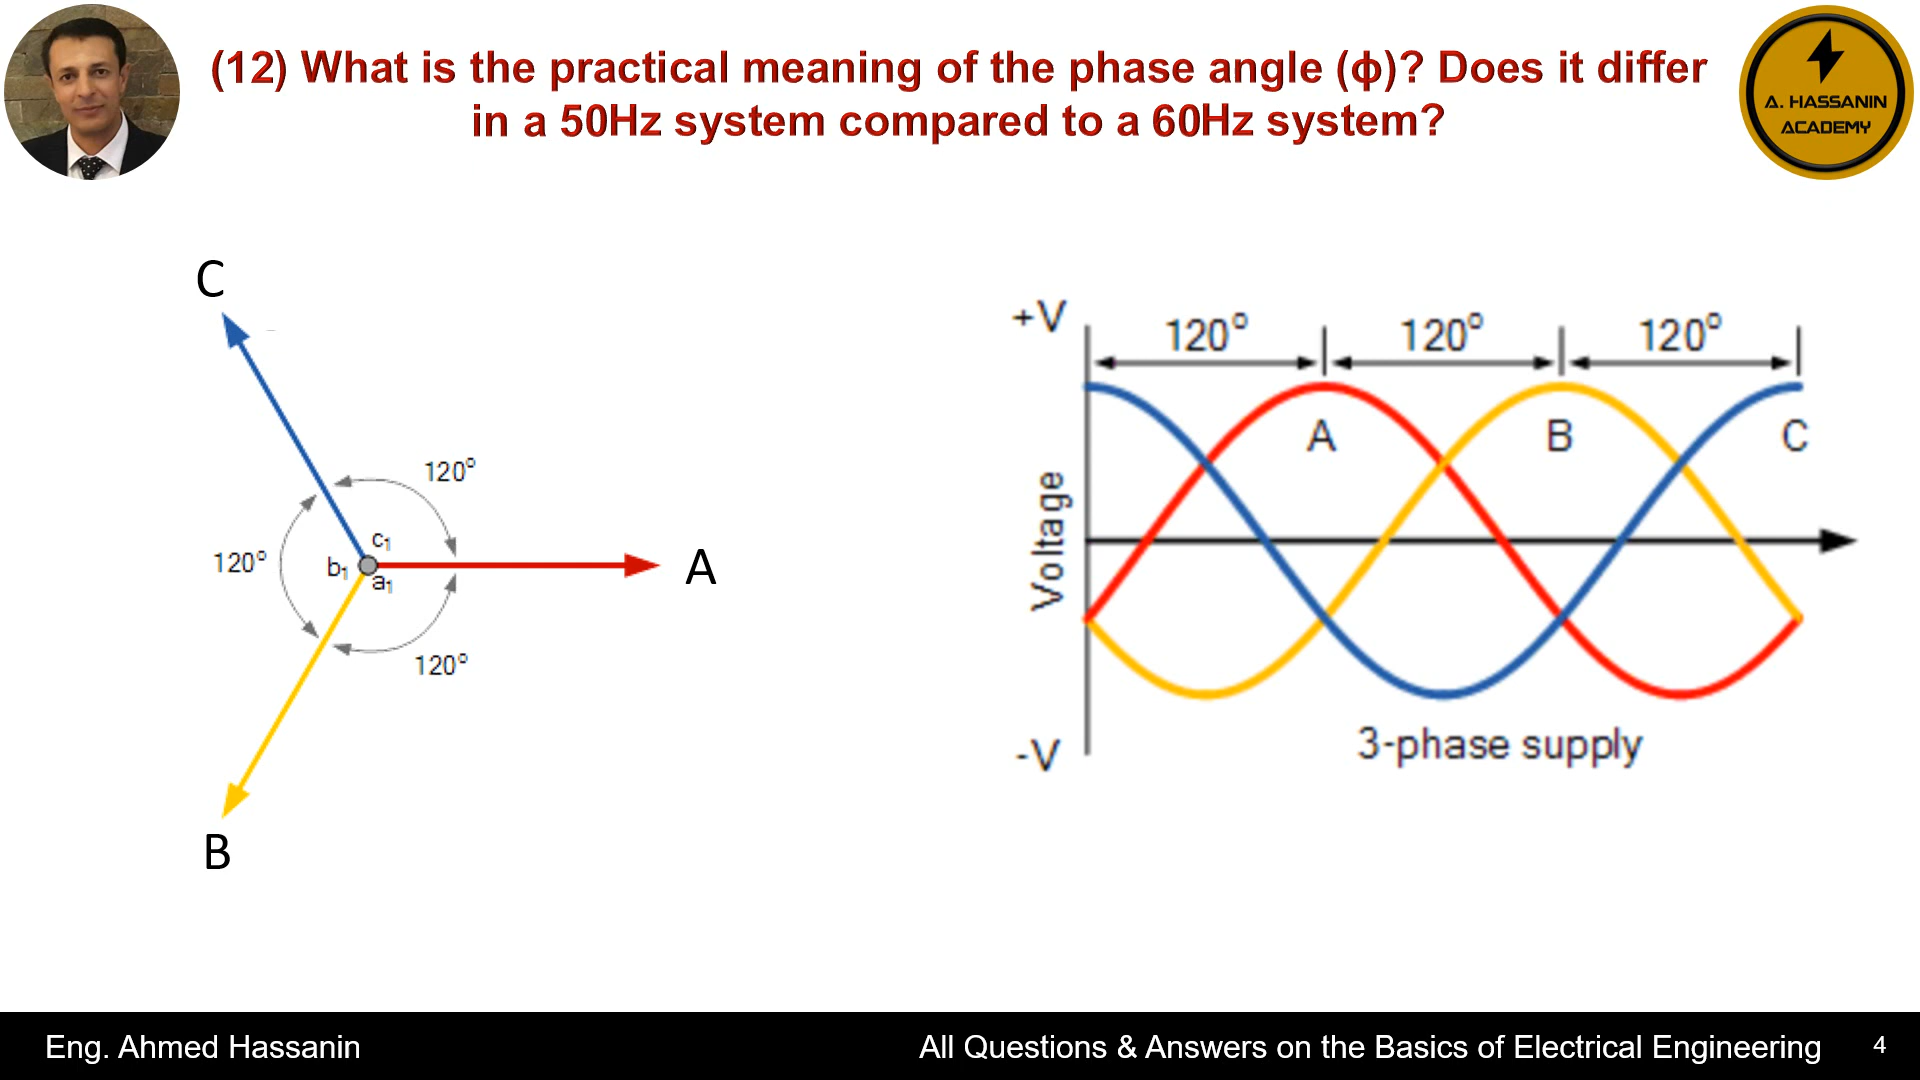 (12) What is the practical meaning of the phase angle (ϕ)? Does it differ
in a 50Hz system compared to a 60Hz system?
A. HASSANIN
ACADEMY
C
120°
120°
c1
b1
a1
A
120°
B
+V
120°
120°
120°
A
B
C
Voltage
-V
3-phase supply
Eng. Ahmed Hassanin
All Questions & Answers on the Basics of Electrical Engineering
4